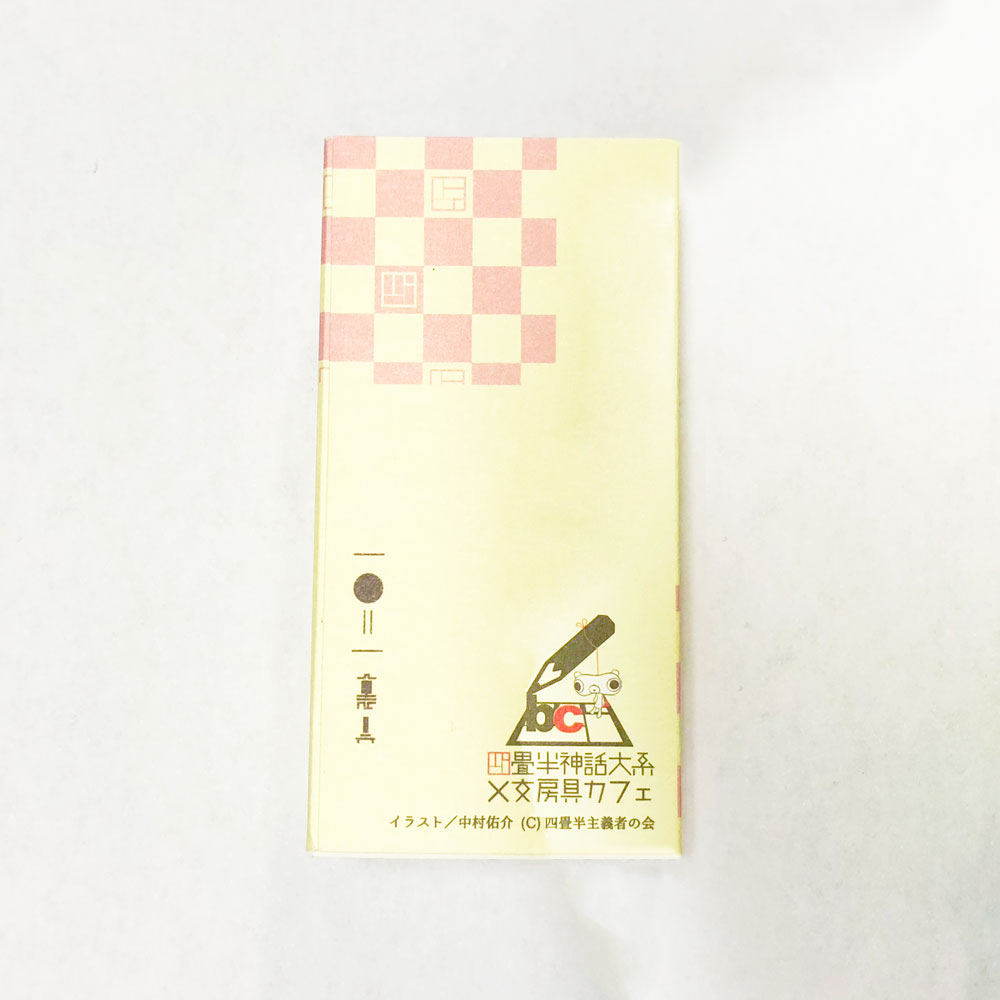 bc
四畳半神話大系
×文房具カフェ
イラスト／中村佑介 (C)四畳半主義者の会